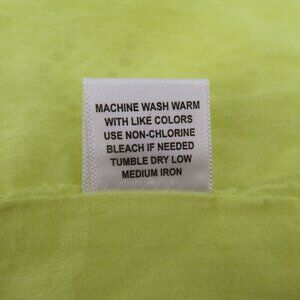 MACHINE WASH WARM
WITH LIKE COLORS
USE NON-CHLORINE
BLEACH IF NEEDED
TUMBLE DRY LOW
MEDIUM IRON